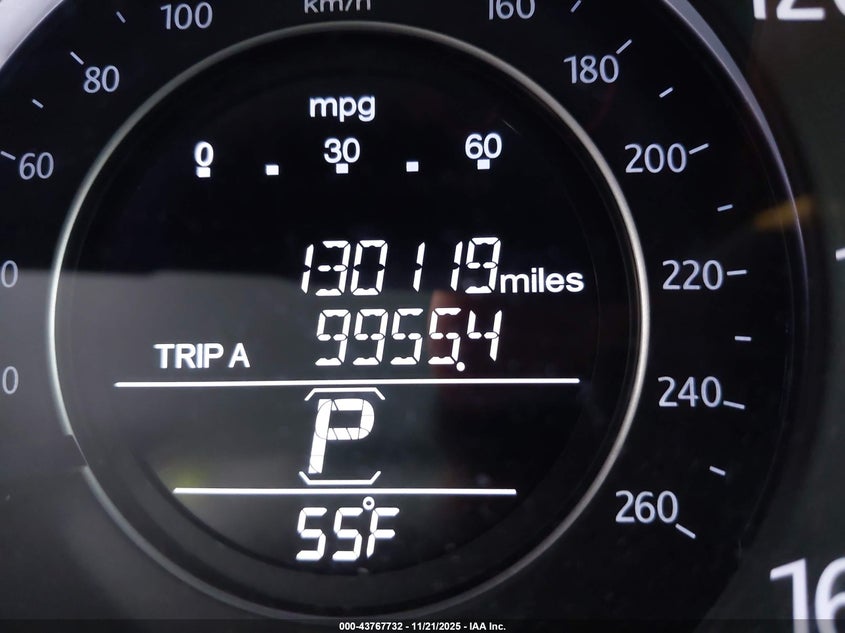 km/h
100
160
80
180
mpg
0 30 60
60
200
130119 miles
220
TRIP A 9955.4
240
P
260
55°F
000-43767732 - 11/21/2025 - IAA Inc.